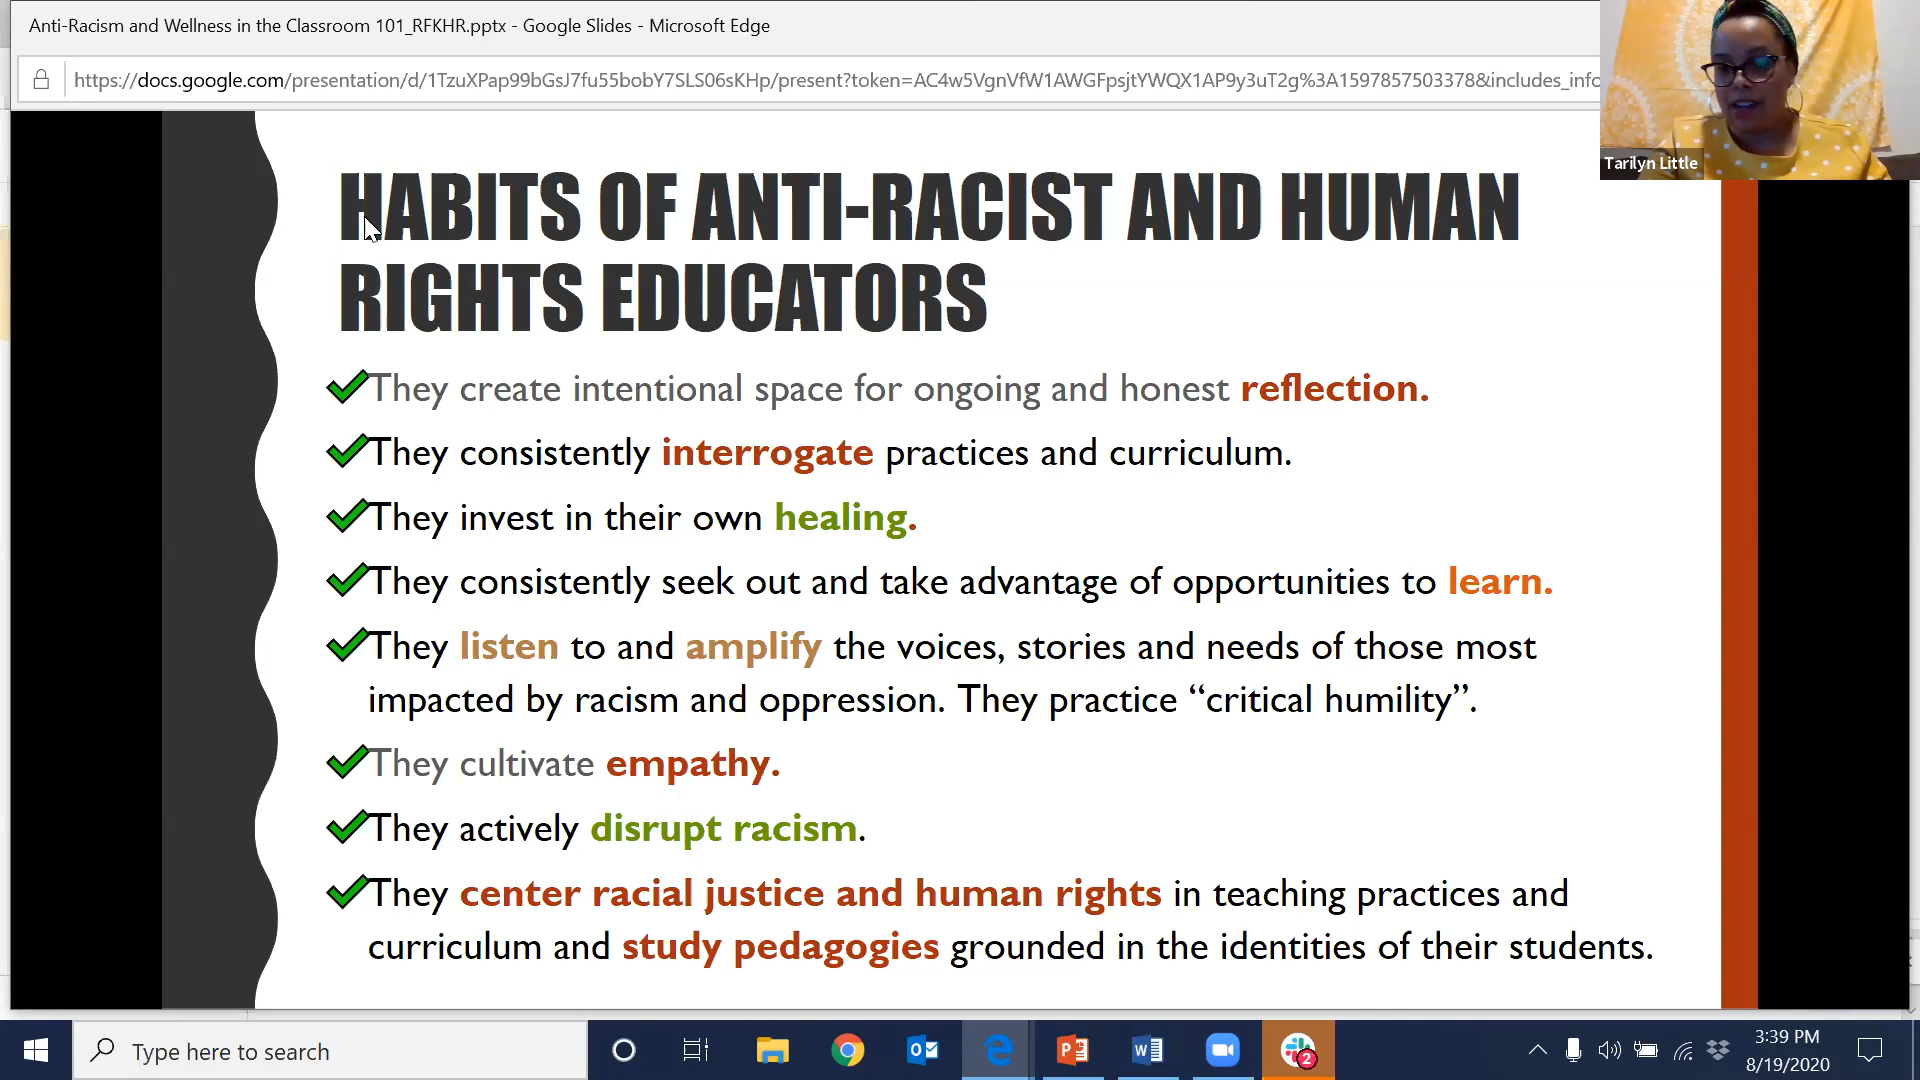 Anti-Racism and Wellness in the Classroom 101_RFKHR.pptx - Google Slides - Microsoft Edge
https://docs.google.com/presentation/d/1TzuXPap99bGsJ7fu55bobY7SLS06sKHp/present?token=AC4w5VgnVfW1AWGFpsjtYWQX1AP9y3uT2g%3A1597857503378&includes_info
Tarilyn Little
HABITS OF ANTI-RACIST AND HUMAN
RIGHTS EDUCATORS
They create intentional space for ongoing and honest reflection.
They consistently interrogate practices and curriculum.
They invest in their own healing.
They consistently seek out and take advantage of opportunities to learn.
They listen to and amplify the voices, stories and needs of those most
impacted by racism and oppression. They practice “critical humility”.
They cultivate empathy.
They actively disrupt racism.
They center racial justice and human rights in teaching practices and
curriculum and study pedagogies grounded in the identities of their students.
Type here to search
2
3:39 PM
8/19/2020